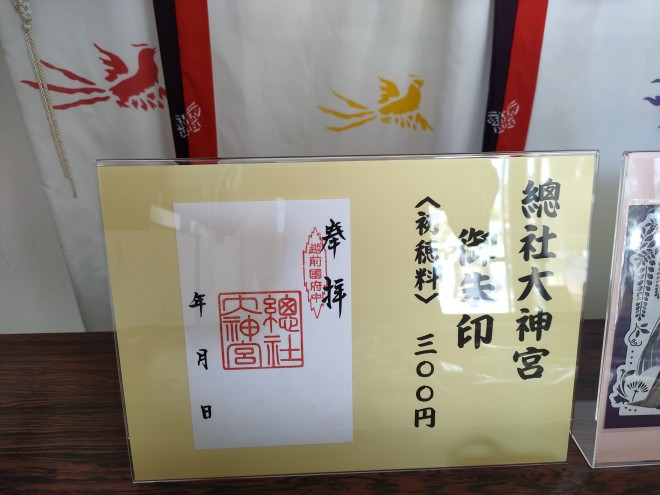 總社大神宮
御朱印
〈初穂料〉 三〇〇円
奉拝
越前國府中
總社
大神宮
年 月 日